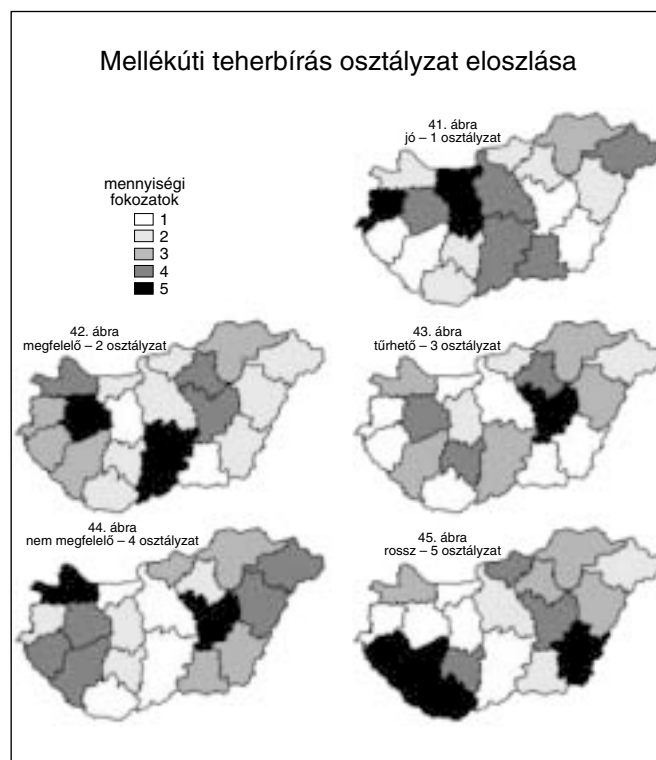 Mellékúti teherbírás osztályzat eloszlása
41. ábra
jó – 1 osztályzat
mennyiségi
fokozatok
1
2
3
4
5
42. ábra
megfelelő – 2 osztályzat
43. ábra
tűrhető – 3 osztályzat
44. ábra
nem megfelelő – 4 osztályzat
45. ábra
rossz – 5 osztályzat